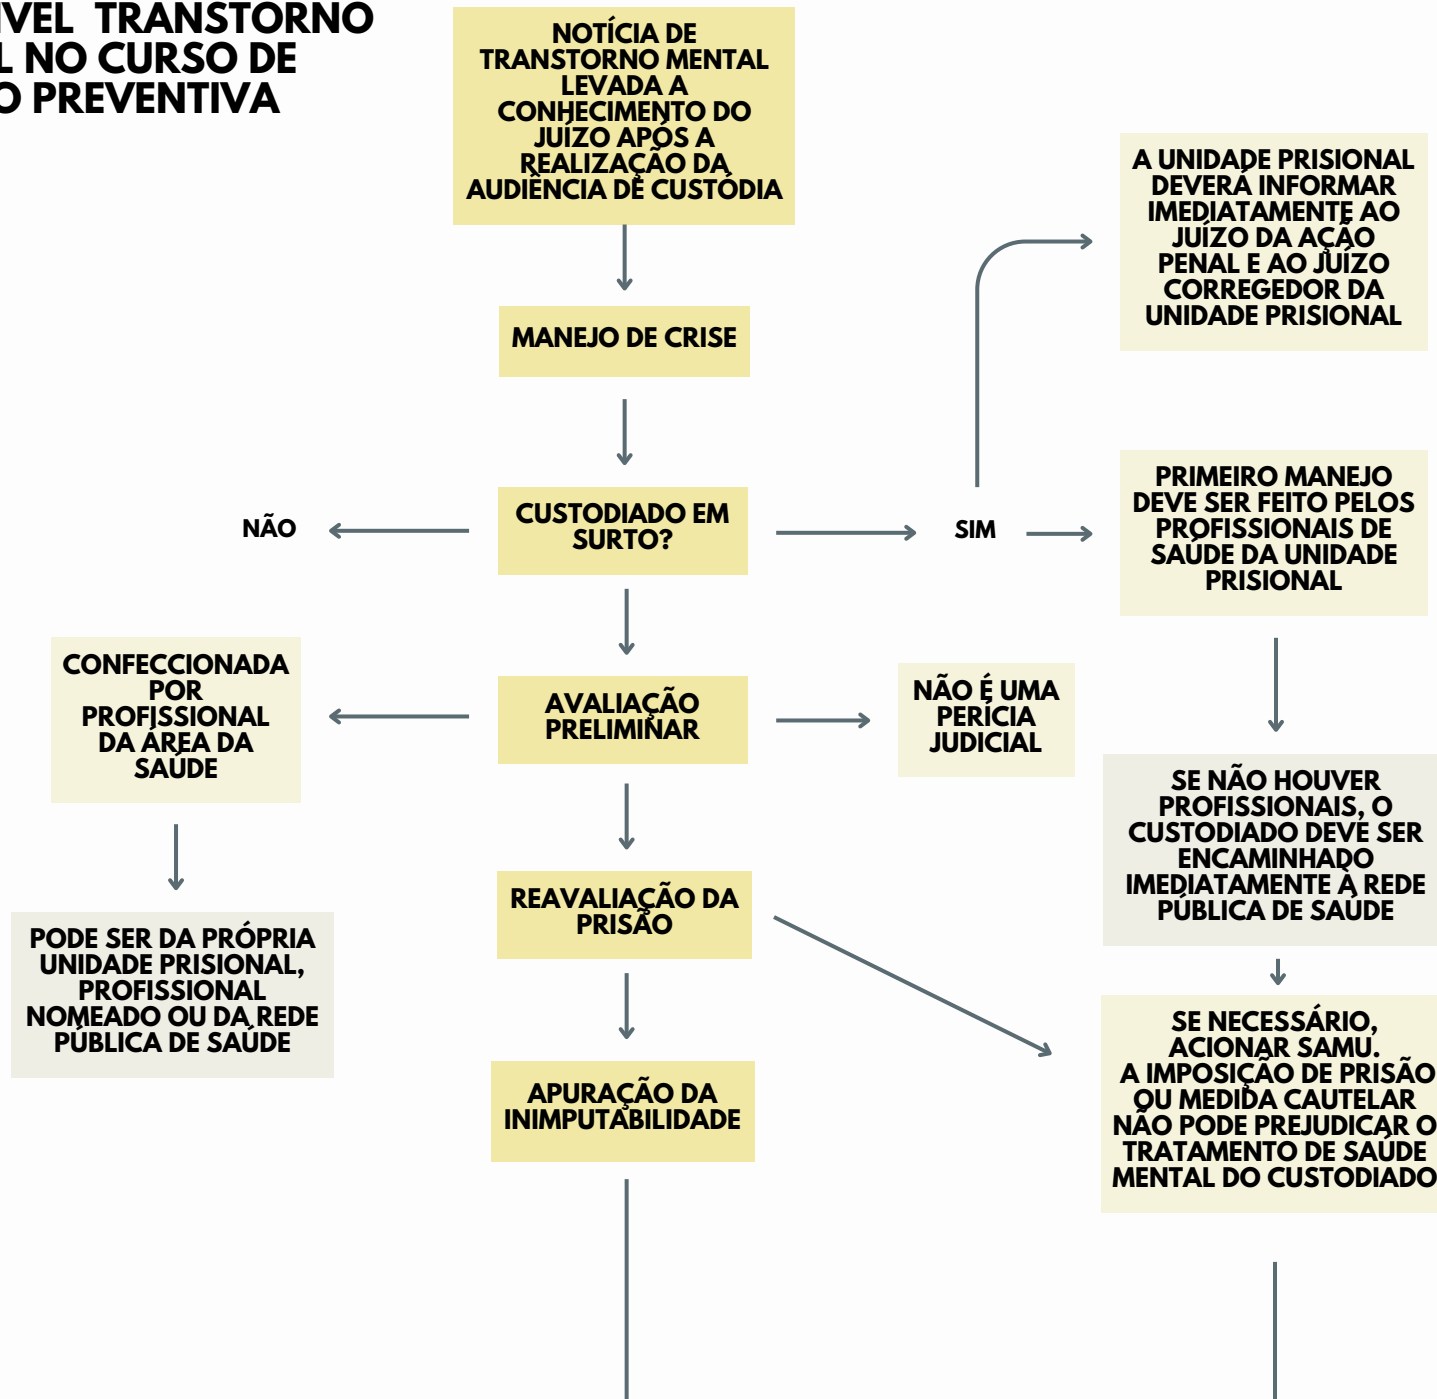 ÍVEL TRANSTORNO
L NO CURSO DE
O PREVENTIVA
NOTÍCIA DE
TRANSTORNO MENTAL
LEVADA A
CONHECIMENTO DO
JUÍZO APÓS A
REALIZAÇÃO DA
AUDIÊNCIA DE CUSTÓDIA
A UNIDADE PRISIONAL
DEVERÁ INFORMAR
IMEDIATAMENTE AO
JUÍZO DA AÇÃO
PENAL E AO JUÍZO
CORREGEDOR DA
UNIDADE PRISIONAL
MANEJO DE CRISE
NÃO
CUSTODIADO EM
SURTO?
SIM
PRIMEIRO MANEJO
DEVE SER FEITO PELOS
PROFISSIONAIS DE
SAÚDE DA UNIDADE
PRISIONAL
CONFECCIONADA
POR
PROFISSIONAL
DA ÁREA DA
SAÚDE
AVALIAÇÃO
PRELIMINAR
NÃO É UMA
PERÍCIA
JUDICIAL
SE NÃO HOUVER
PROFISSIONAIS, O
CUSTODIADO DEVE SER
ENCAMINHADO
IMEDIATAMENTE À REDE
PÚBLICA DE SAÚDE
PODE SER DA PRÓPRIA
UNIDADE PRISIONAL,
PROFISSIONAL
NOMEADO OU DA REDE
PÚBLICA DE SAÚDE
REAVALIAÇÃO DA
PRISÃO
SE NECESSÁRIO,
ACIONAR SAMU.
A IMPOSIÇÃO DE PRISÃO
OU MEDIDA CAUTELAR
NÃO PODE PREJUDICAR O
TRATAMENTO DE SAÚDE
MENTAL DO CUSTODIADO
APURAÇÃO DA
INIMPUTABILIDADE